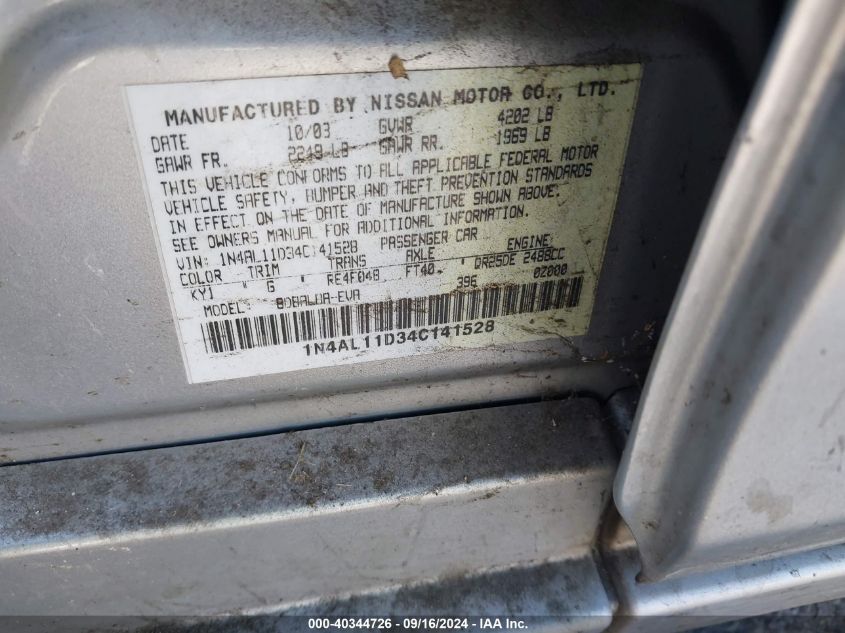 MANUFACTURED BY NISSAN MOTOR CO., LTD.
DATE 10/03 GVWR 4202 LB
GAWR FR. 2249 LB GAWR RR. 1969 LB
THIS VEHICLE CONFORMS TO ALL APPLICABLE FEDERAL MOTOR
VEHICLE SAFETY, BUMPER AND THEFT PREVENTION STANDARDS
IN EFFECT ON THE DATE OF MANUFACTURE SHOWN ABOVE.
SEE OWNERS MANUAL FOR ADDITIONAL INFORMATION.
VIN: 1N4AL11D34C141528 PASSENGER CAR
COLOR TRIM TRANS AXLE ENGINE
KY1 G RE4F04B FT40. 396 QR25DE 2488CC
MODEL: 0Z000
1N4AL11D34C141528
000-40344726 - 09/16/2024 - IAA Inc.